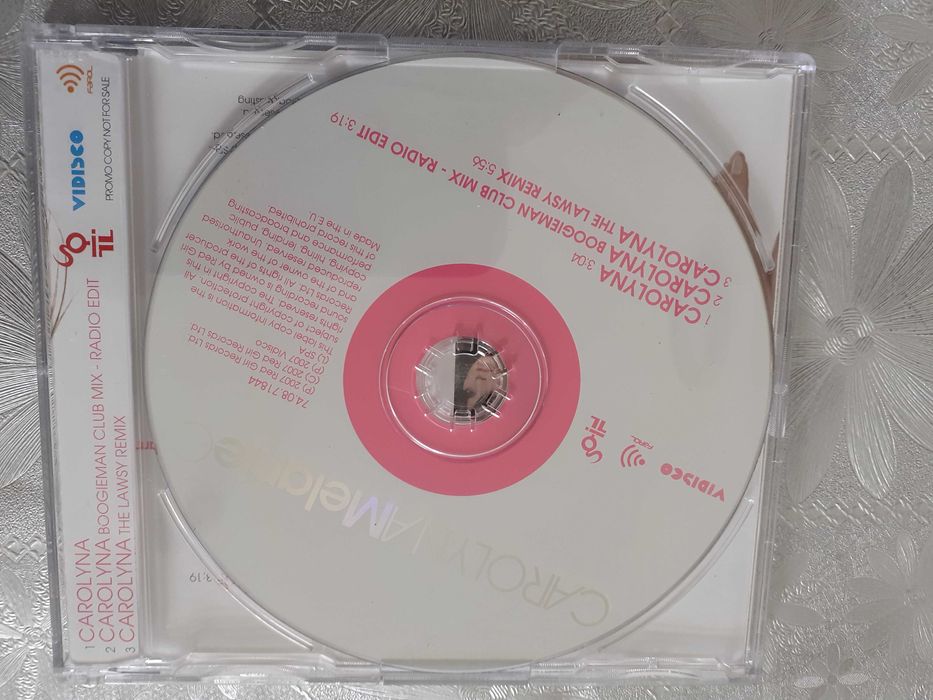 1 CAROLYNA
2 CAROLYNA BOOGIEMAN CLUB MIX - RADIO EDIT
3 CAROLYNA THE LAWSY REMIX
VIDISCO
FAROL
PROMO COPY NOT FOR SALE
1 CAROLYNA 3:04
2 CAROLYNA BOOGIEMAN CLUB MIX - RADIO EDIT 3:19
3 CAROLYNA THE LAWSY REMIX 5:56
VIDISCO
FAROL
74.08.71844
(P) 2007 Red Girl Records Ltd
(C) 2007 Red Girl Records Ltd
(L) 2007 Vidisco
SPA
This label copy information is the
subject of copyright protection. All
rights reserved. The copyright in this
sound recording is owned by Red Girl
Records Ltd. All rights of the producer
and of the owner of the work
reproduced reserved. Unauthorised
copying, hiring, lending, public
performance and broadcasting
of this record prohibited.
Made in the E.U.
CAROLYNA Melanie C
3:19